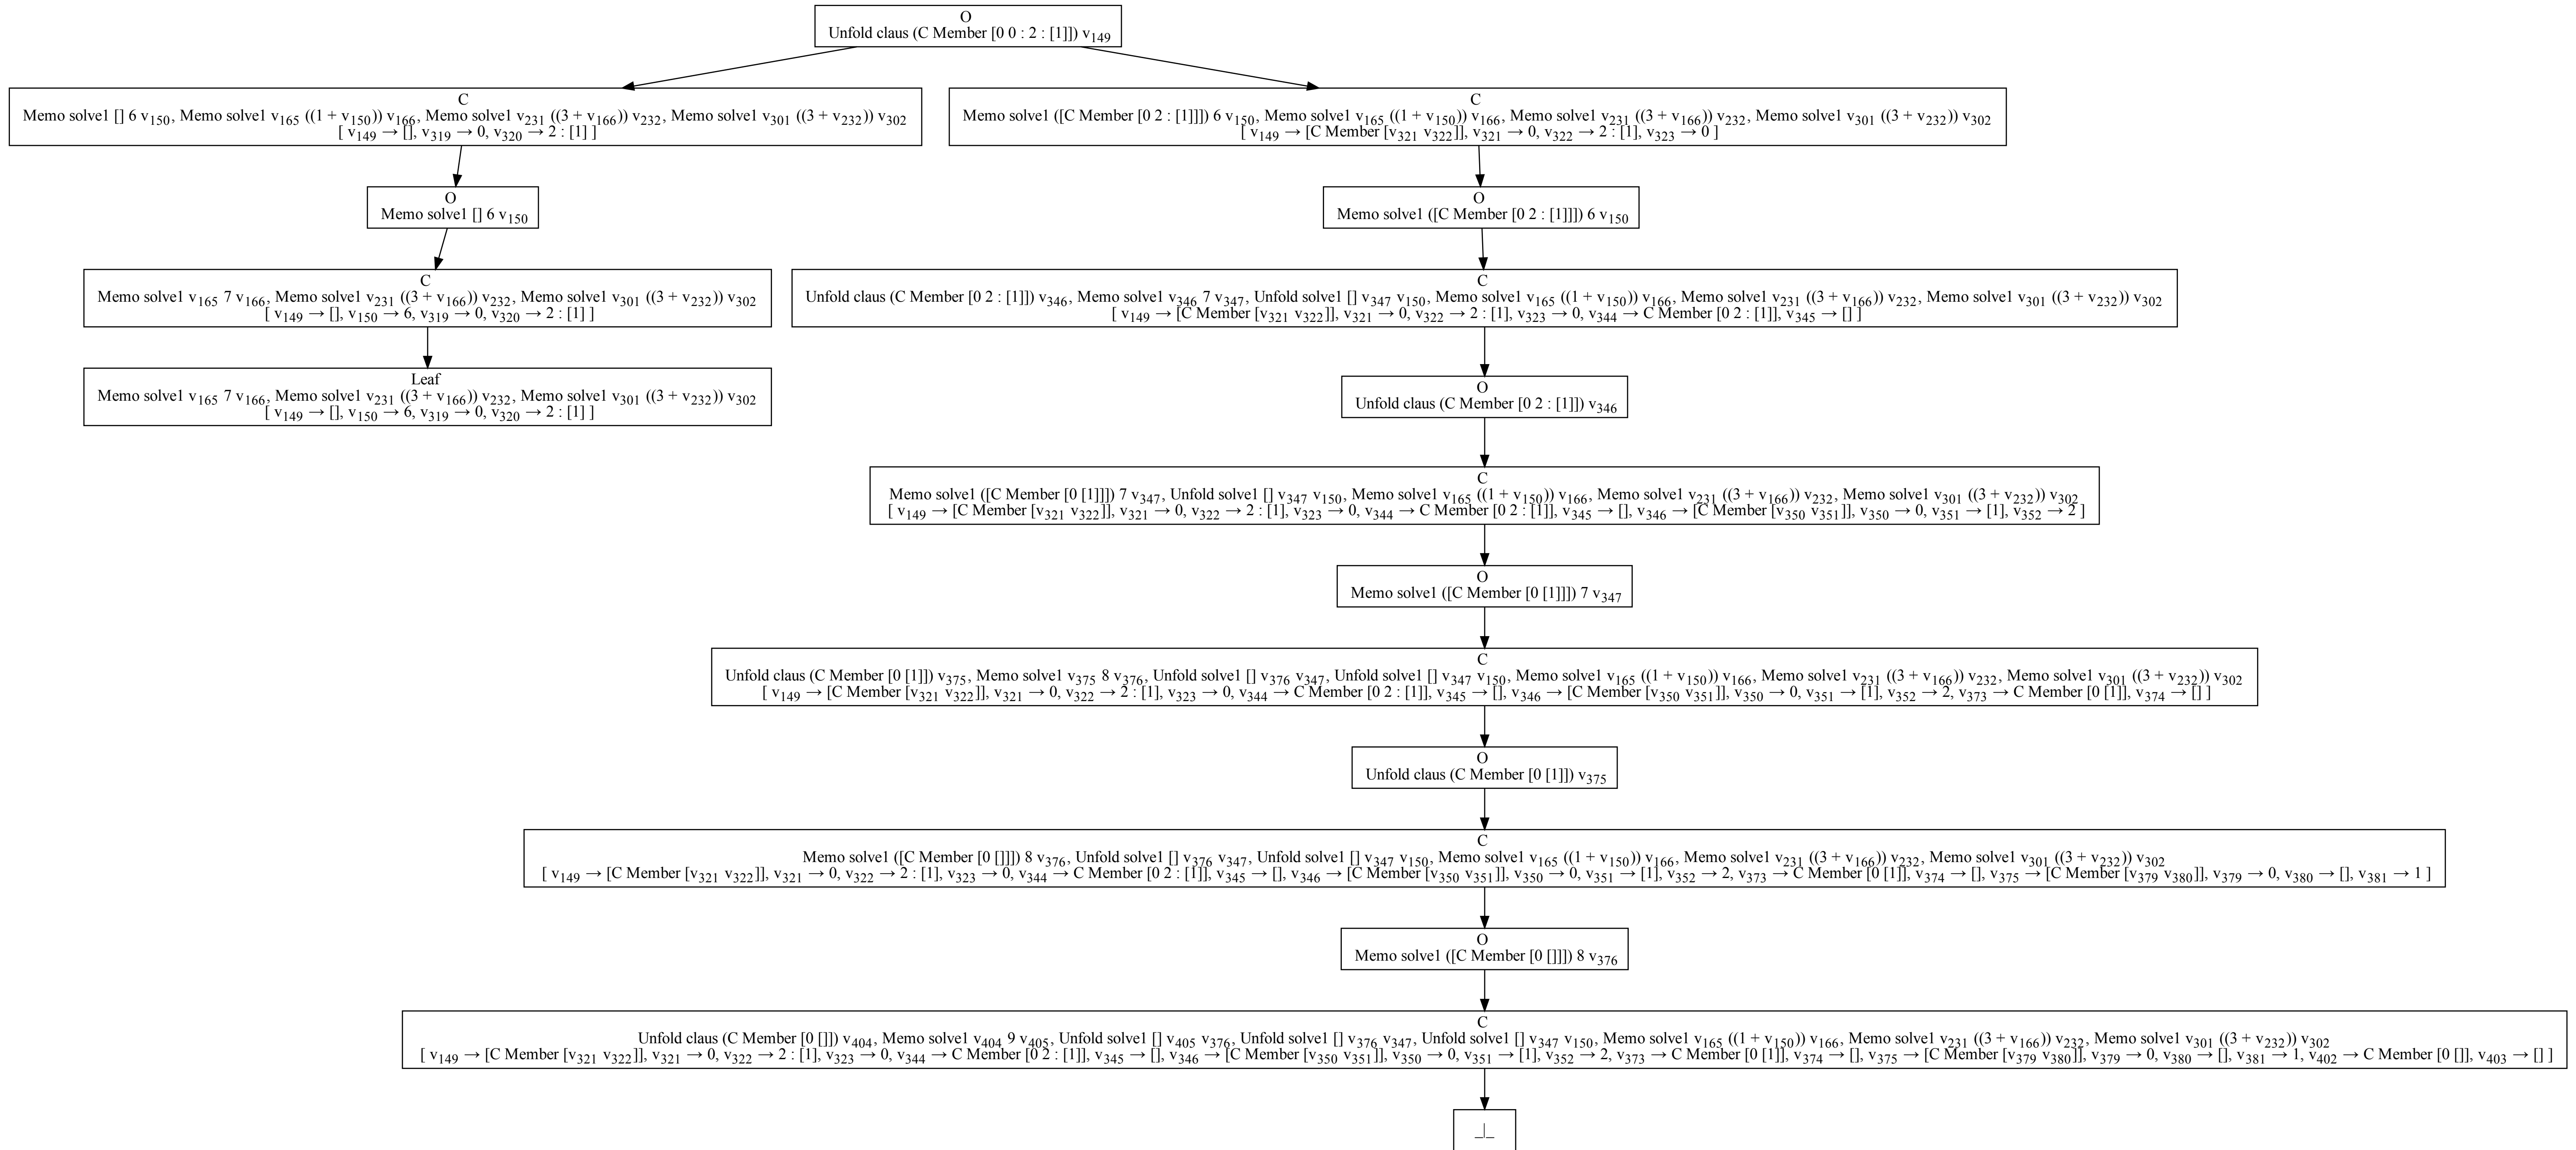 O
Unfold claus (C Member [0 0 : 2 : [1]]) v149
C
Memo solve1 [] 6 v150, Memo solve1 v165 ((1 + v150)) v166, Memo solve1 v231 ((3 + v166)) v232, Memo solve1 v301 ((3 + v232)) v302
[ v149 → [], v319 → 0, v320 → 2 : [1] ]
C
Memo solve1 ([C Member [0 2 : [1]]]) 6 v150, Memo solve1 v165 ((1 + v150)) v166, Memo solve1 v231 ((3 + v166)) v232, Memo solve1 v301 ((3 + v232)) v302
[ v149 → [C Member [v321 v322]], v321 → 0, v322 → 2 : [1], v323 → 0 ]
O
Memo solve1 [] 6 v150
O
Memo solve1 ([C Member [0 2 : [1]]]) 6 v150
C
Memo solve1 v165 7 v166, Memo solve1 v231 ((3 + v166)) v232, Memo solve1 v301 ((3 + v232)) v302
[ v149 → [], v150 → 6, v319 → 0, v320 → 2 : [1] ]
C
Unfold claus (C Member [0 2 : [1]]) v346, Memo solve1 v346 7 v347, Unfold solve1 [] v347 v150, Memo solve1 v165 ((1 + v150)) v166, Memo solve1 v231 ((3 + v166)) v232, Memo solve1 v301 ((3 + v232)) v302
[ v149 → [C Member [v321 v322]], v321 → 0, v322 → 2 : [1], v323 → 0, v344 → C Member [0 2 : [1]], v345 → [] ]
Leaf
Memo solve1 v165 7 v166, Memo solve1 v231 ((3 + v166)) v232, Memo solve1 v301 ((3 + v232)) v302
[ v149 → [], v150 → 6, v319 → 0, v320 → 2 : [1] ]
O
Unfold claus (C Member [0 2 : [1]]) v346
C
Memo solve1 ([C Member [0 [1]]]) 7 v347, Unfold solve1 [] v347 v150, Memo solve1 v165 ((1 + v150)) v166, Memo solve1 v231 ((3 + v166)) v232, Memo solve1 v301 ((3 + v232)) v302
[ v149 → [C Member [v321 v322]], v321 → 0, v322 → 2 : [1], v323 → 0, v344 → C Member [0 2 : [1]], v345 → [], v346 → [C Member [v350 v351]], v350 → 0, v351 → [1], v352 → 2 ]
O
Memo solve1 ([C Member [0 [1]]]) 7 v347
C
Unfold claus (C Member [0 [1]]) v375, Memo solve1 v375 8 v376, Unfold solve1 [] v376 v347, Unfold solve1 [] v347 v150, Memo solve1 v165 ((1 + v150)) v166, Memo solve1 v231 ((3 + v166)) v232, Memo solve1 v301 ((3 + v232)) v302
[ v149 → [C Member [v321 v322]], v321 → 0, v322 → 2 : [1], v323 → 0, v344 → C Member [0 2 : [1]], v345 → [], v346 → [C Member [v350 v351]], v350 → 0, v351 → [1], v352 → 2, v373 → C Member [0 [1]], v374 → [] ]
O
Unfold claus (C Member [0 [1]]) v375
C
Memo solve1 ([C Member [0 []]]) 8 v376, Unfold solve1 [] v376 v347, Unfold solve1 [] v347 v150, Memo solve1 v165 ((1 + v150)) v166, Memo solve1 v231 ((3 + v166)) v232, Memo solve1 v301 ((3 + v232)) v302
[ v149 → [C Member [v321 v322]], v321 → 0, v322 → 2 : [1], v323 → 0, v344 → C Member [0 2 : [1]], v345 → [], v346 → [C Member [v350 v351]], v350 → 0, v351 → [1], v352 → 2, v373 → C Member [0 [1]], v374 → [], v375 → [C Member [v379 v380]], v379 → 0, v380 → [], v381 → 1 ]
O
Memo solve1 ([C Member [0 []]]) 8 v376
C
Unfold claus (C Member [0 []]) v404, Memo solve1 v404 9 v405, Unfold solve1 [] v405 v376, Unfold solve1 [] v376 v347, Unfold solve1 [] v347 v150, Memo solve1 v165 ((1 + v150)) v166, Memo solve1 v231 ((3 + v166)) v232, Memo solve1 v301 ((3 + v232)) v302
[ v149 → [C Member [v321 v322]], v321 → 0, v322 → 2 : [1], v323 → 0, v344 → C Member [0 2 : [1]], v345 → [], v346 → [C Member [v350 v351]], v350 → 0, v351 → [1], v352 → 2, v373 → C Member [0 [1]], v374 → [], v375 → [C Member [v379 v380]], v379 → 0, v380 → [], v381 → 1, v402 → C Member [0 []], v403 → [] ]
_|_